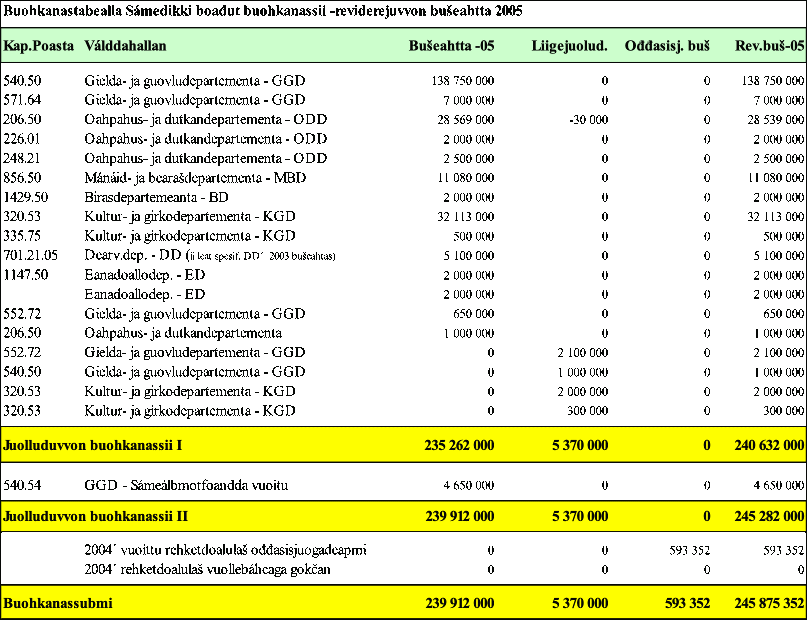 Buohkanastabealla Sámedikki boađut buohkanassii -reviderejuvvon bušeahtta 2005
Kap.Poasta Válddahallan Bušeahtta -05 Liigejuolud. Ođđasisj. buš Rev.buš-05
540.50 Gielda- ja guovludepartementa - GGD 138 750 000 0 0 138 750 000
571.64 Gielda- ja guovludepartementa - GGD 7 000 000 0 0 7 000 000
206.50 Oahpahus- ja dutkandepartementa - ODD 28 569 000 -30 000 0 28 539 000
226.01 Oahpahus- ja dutkandepartementa - ODD 2 000 000 0 0 2 000 000
248.21 Oahpahus- ja dutkandepartementa - ODD 2 500 000 0 0 2 500 000
856.50 Mánáid- ja bearašdepartementa - MBD 11 080 000 0 0 11 080 000
1429.50 Birasdepartemeanta - BD 2 000 000 0 0 2 000 000
320.53 Kultur- ja girkodepartementa - KGD 32 113 000 0 0 32 113 000
335.75 Kultur- ja girkodepartementa - KGD 500 000 0 0 500 000
701.21.05 Dearv.dep. - DD (ii leat spesif. DD´ 2003 bušeahtas) 5 100 000 0 0 5 100 000
1147.50 Eanadoallodep. - ED 2 000 000 0 0 2 000 000
Eanadoallodep. - ED 2 000 000 0 0 2 000 000
552.72 Gielda- ja guovludepartementa - GGD 650 000 0 0 650 000
206.50 Oahpahus- ja dutkandepartementa 1 000 000 0 0 1 000 000
552.72 Gielda- ja guovludepartementa - GGD 0 2 100 000 0 2 100 000
540.50 Gielda- ja guovludepartementa - GGD 0 1 000 000 0 1 000 000
320.53 Kultur- ja girkodepartementa - KGD 0 2 000 000 0 2 000 000
320.53 Kultur- ja girkodepartementa - KGD 0 300 000 0 300 000
Juolluduvvon buohkanassii I 235 262 000 5 370 000 0 240 632 000
540.54 GGD - Sámeálbmotfoandda vuoitu 4 650 000 0 0 4 650 000
Juolluduvvon buohkanassii II 239 912 000 5 370 000 0 245 282 000
2004´ vuoittu rehketdoalulaš ođđasisjuogadeapmi 0 0 593 352 593 352
2004´ rehketdoalulaš vuollebáhceaga gokčan 0 0 0 0
Buohkanassubmi 239 912 000 5 370 000 593 352 245 875 352